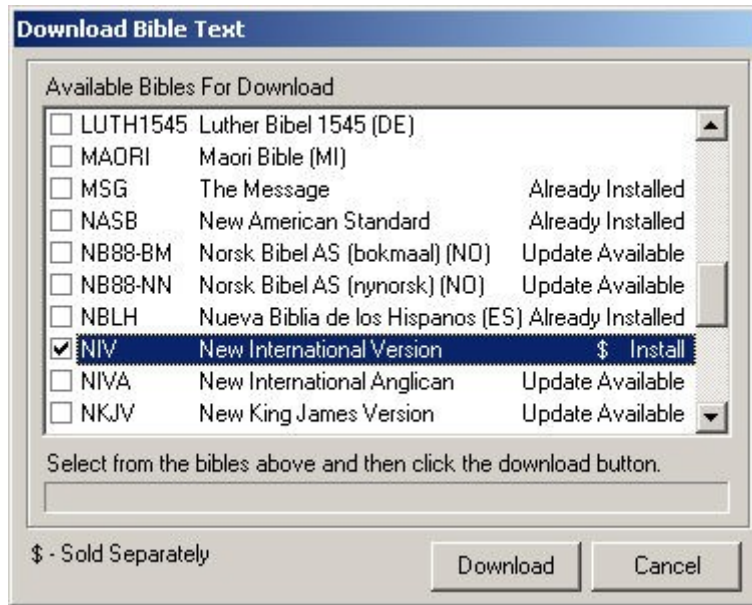 Download Bible Text
Available Bibles For Download
LUTH1545 Luther Bibel 1545 (DE)
MAORI Maori Bible (MI)
MSG The Message Already Installed
NASB New American Standard Already Installed
NB88-BM Norsk Bibel AS (bokmaal) (NO) Update Available
NB88-NN Norsk Bibel AS (nynorsk) (NO) Update Available
NBLH Nueva Biblia de los Hispanos (ES) Already Installed
NIV New International Version $ Install
NIVA New International Anglican Update Available
NKJV New King James Version Update Available
Select from the bibles above and then click the download button.
$ - Sold Separately Download Cancel